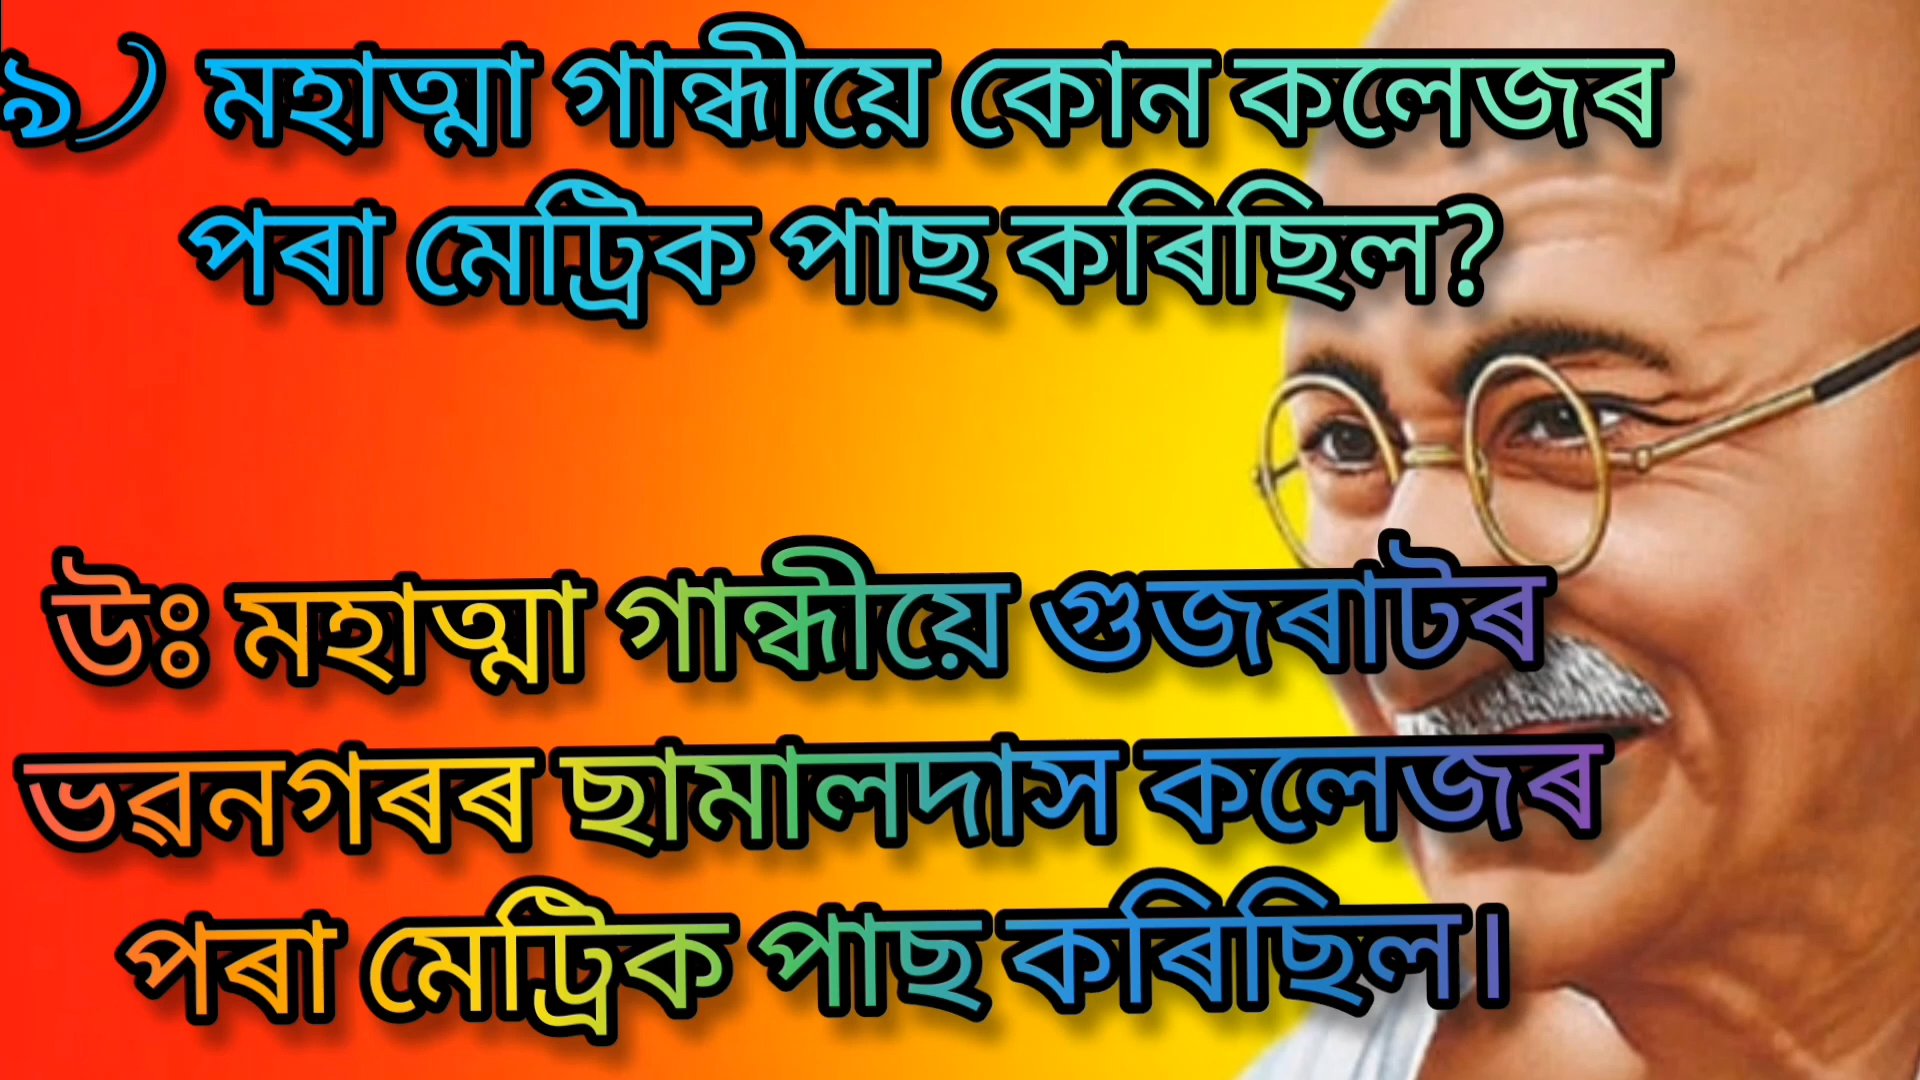 ৯) মহাত্মা গান্ধীয়ে কোন কলেজৰ
পৰা মেট্ৰিক পাছ কৰিছিল?
উঃ মহাত্মা গান্ধীয়ে গুজৰাটৰ
ভৱনগৰৰ ছামালদাস কলেজৰ
পৰা মেট্ৰিক পাছ কৰিছিল।